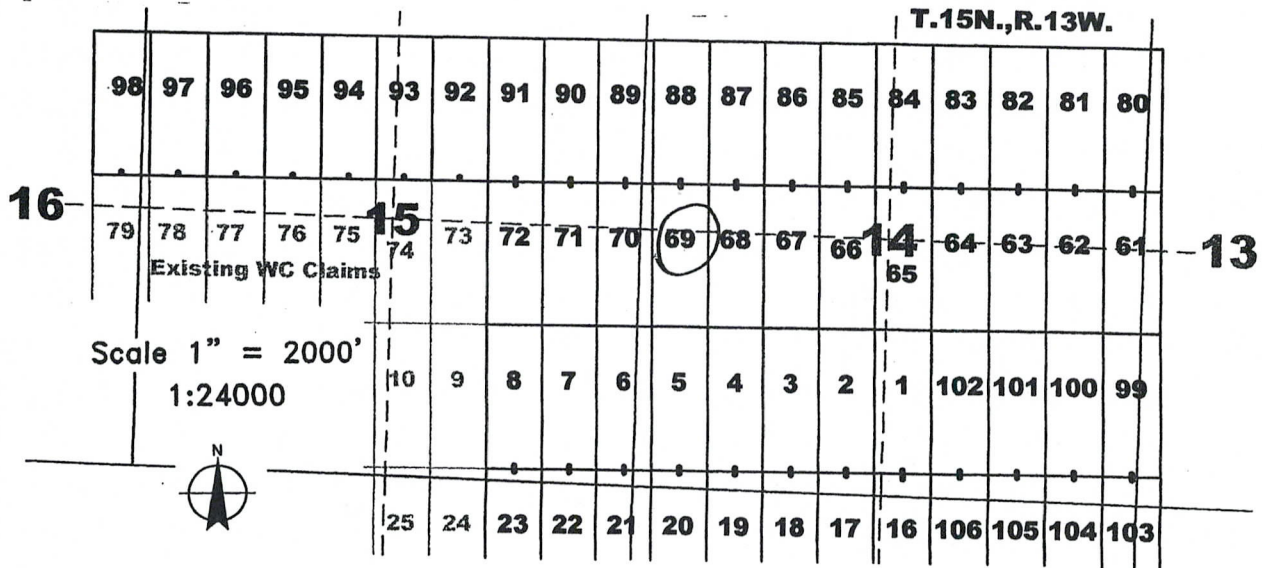 T.15N.,R.13W.
98 97 96 95 94 93 92 91 90 89 88 87 86 85 84 83 82 81 80
16 15 14 13
79 78 77 76 75 74 73 72 71 70 69 68 67 66 65 64 63 62 61
Existing WC Claims
Scale 1” = 2000’
1:24000
10 9 8 7 6 5 4 3 2 1 102 101 100 99
N
25 24 23 22 21 20 19 18 17 16 106 105 104 103